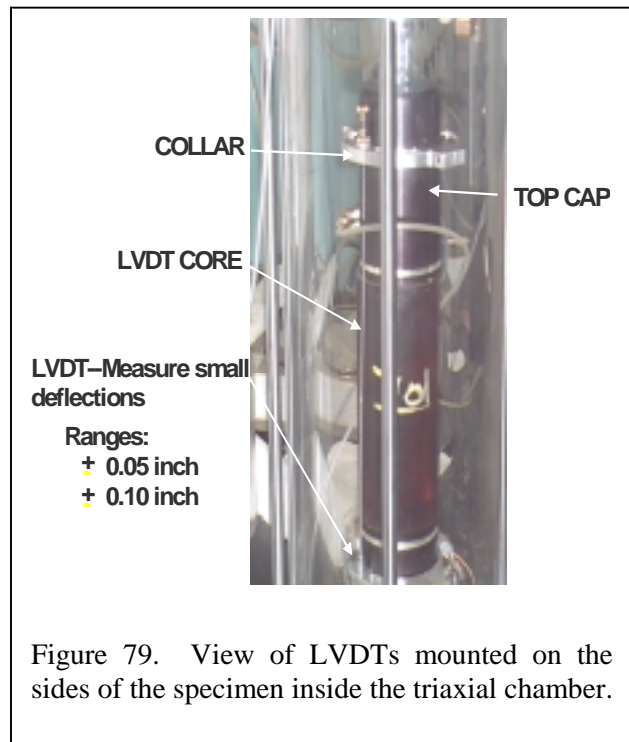 COLLAR
TOP CAP
LVDT CORE
LVDT--Measure small
deflections
Ranges:
± 0.05 inch
± 0.10 inch
Figure 79. View of LVDTs mounted on the
sides of the specimen inside the triaxial chamber.